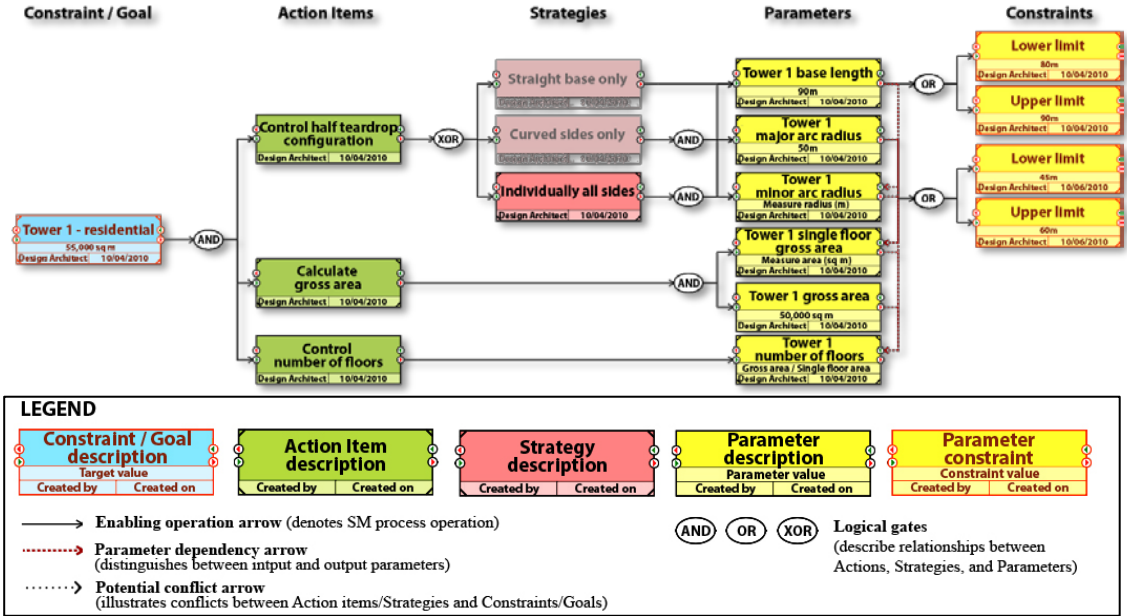 Constraint / Goal
Action Items
Strategies
Parameters
Constraints
Tower 1 - residential
55,000 sq m
Design Architect 10/04/2010
AND
Control half teardrop
configuration
Design Architect 10/04/2010
Calculate
gross area
Design Architect 10/04/2010
Control
number of floors
Design Architect 10/04/2010
XOR
Straight base only
Design Architect 10/04/2010
Curved sides only
Design Architect 10/04/2010
Individually all sides
Design Architect 10/04/2010
AND
AND
AND
Tower 1 base length
90m
Design Architect 10/04/2010
Tower 1
major arc radius
50m
Design Architect 10/04/2010
Tower 1
minor arc radius
Measure radius (m)
Design Architect 10/04/2010
Tower 1 single floor
gross area
Measure area (sq m)
Design Architect 10/04/2010
Tower 1 gross area
50,000 sq m
Design Architect 10/04/2010
Tower 1
number of floors
Gross area / Single floor area
Design Architect 10/04/2010
OR
OR
Lower limit
80m
Design Architect 10/04/2010
Upper limit
90m
Design Architect 10/04/2010
Lower limit
45m
Design Architect 10/06/2010
Upper limit
60m
Design Architect 10/06/2010
LEGEND
Constraint / Goal
description
Target value
Created by Created on
Action Item
description
Created by Created on
Strategy
description
Created by Created on
Parameter
description
Parameter value
Created by Created on
Parameter
constraint
Constraint value
Created by Created on
Enabling operation arrow (denotes SM process operation)
Parameter dependency arrow
(distinguishes between intput and output parameters)
Potential conflict arrow
(illustrates conflicts between Action items/Strategies and Constraints/Goals)
AND OR XOR
Logical gates
(describe relationships between
Actions, Strategies, and Parameters)